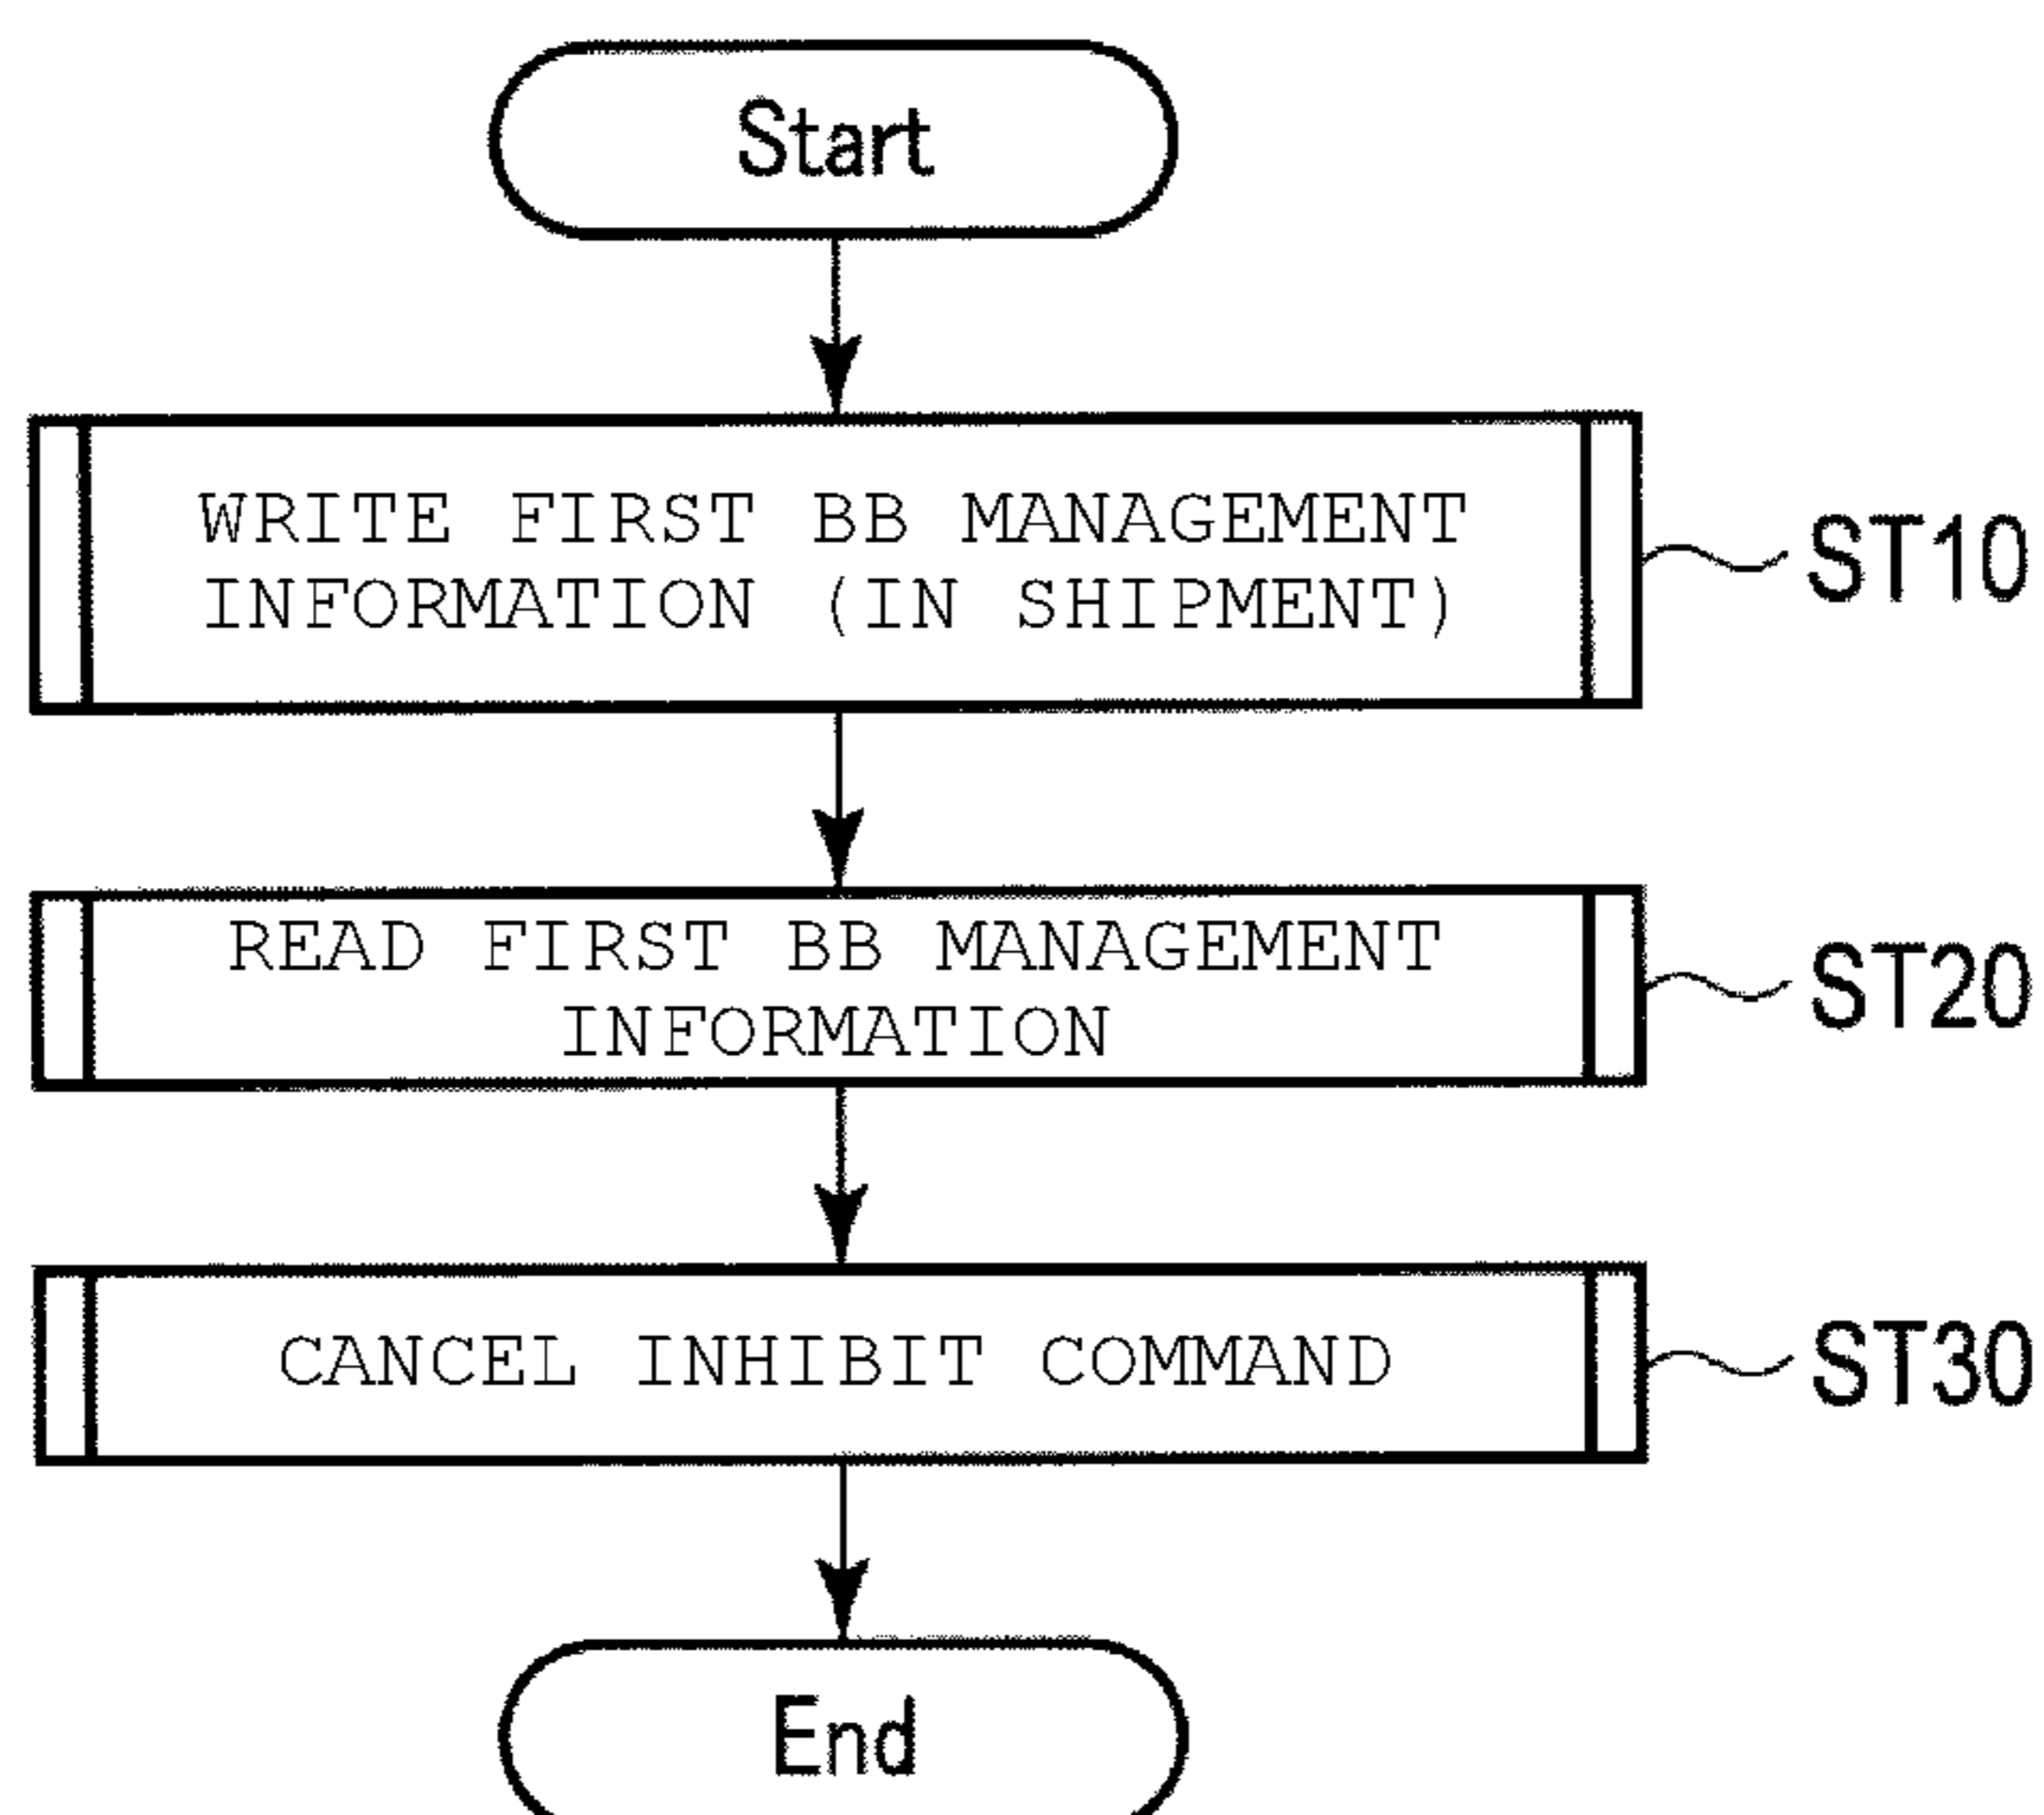 Start
WRITE FIRST BB MANAGEMENT
INFORMATION (IN SHIPMENT)
ST10
READ FIRST BB MANAGEMENT
INFORMATION
ST20
CANCEL INHIBIT COMMAND
ST30
End